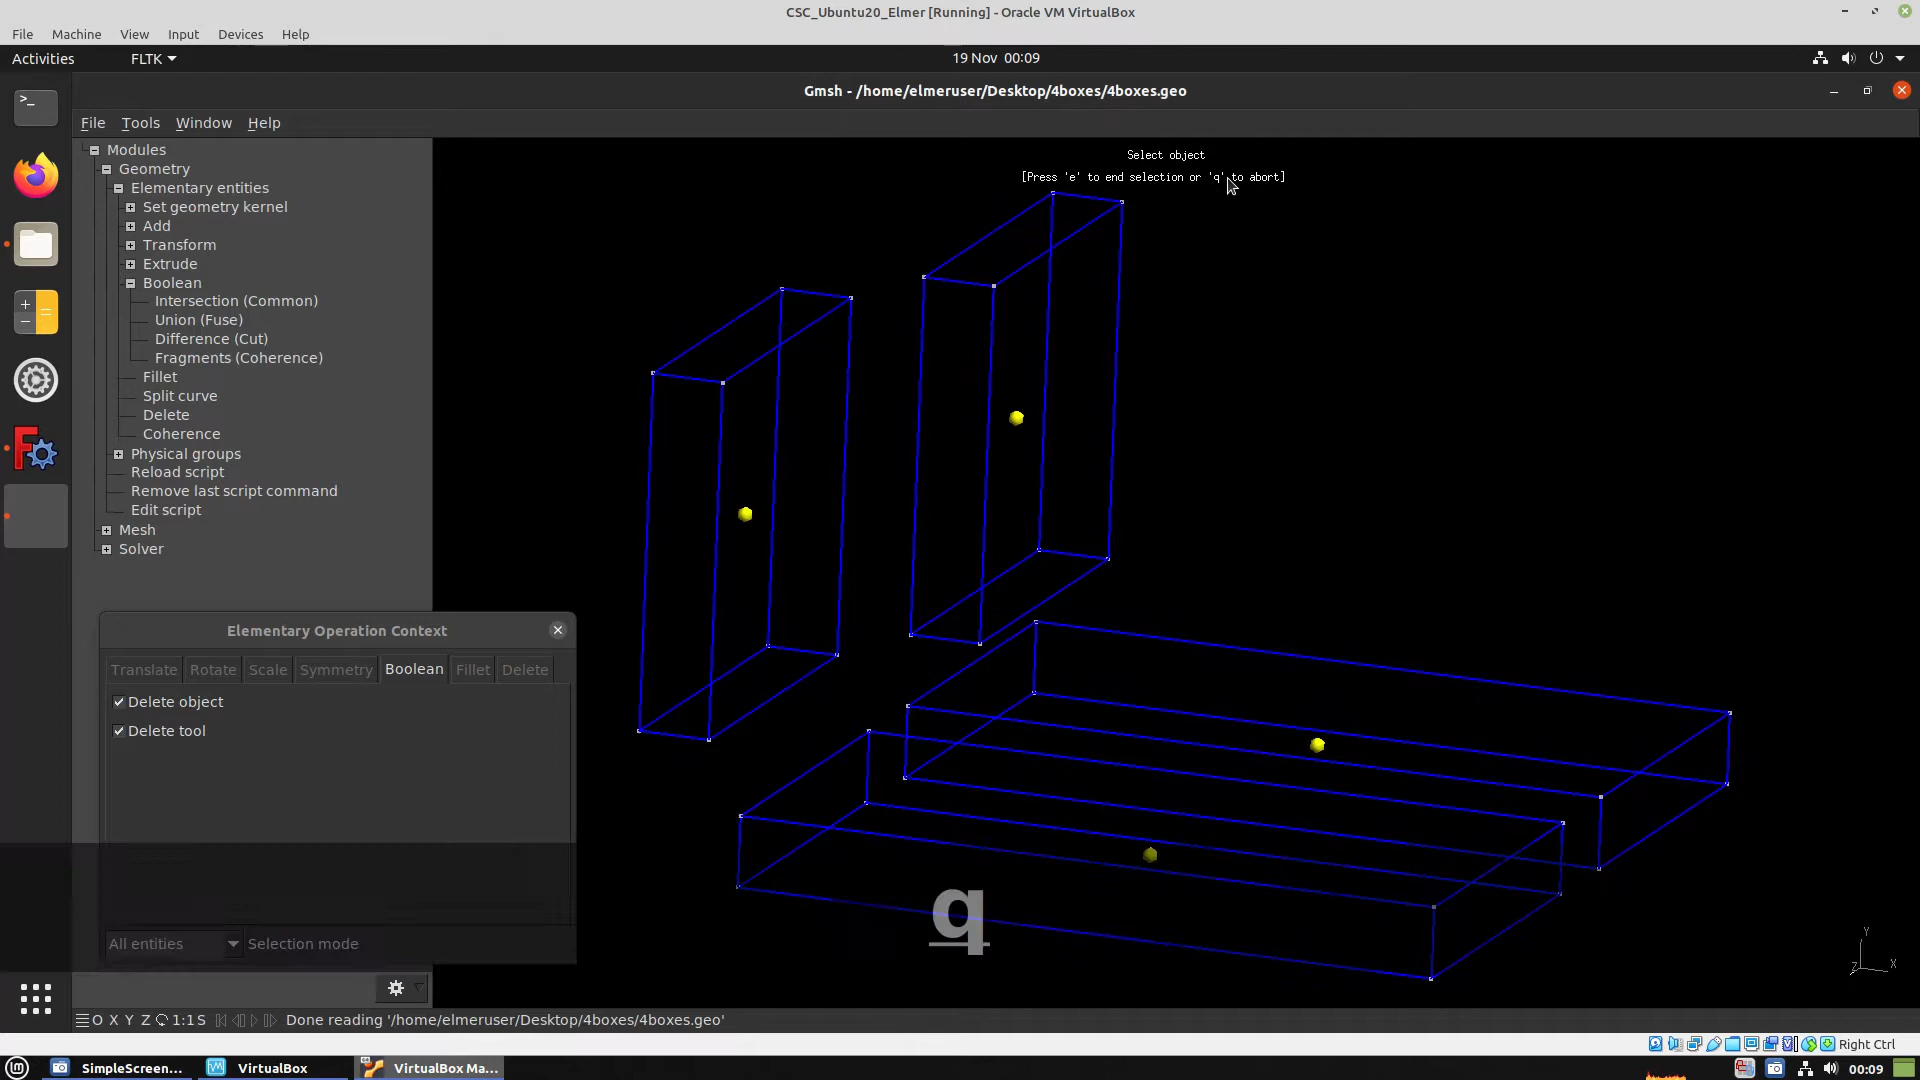 CSC_Ubuntu20_Elmer [Running] - Oracle VM VirtualBox
File Machine View Input Devices Help
Activities FLTK 19 Nov 00:09
Gmsh - /home/elmeruser/Desktop/4boxes/4boxes.geo
File Tools Window Help
Modules
Geometry
Elementary entities
Set geometry kernel
Add
Transform
Extrude
Boolean
Intersection (Common)
Union (Fuse)
Difference (Cut)
Fragments (Coherence)
Fillet
Split curve
Delete
Coherence
Physical groups
Reload script
Remove last script command
Edit script
Mesh
Solver
Select object
[Press 'e' to end selection or 'q' to abort]
Elementary Operation Context
Translate Rotate Scale Symmetry Boolean Fillet Delete
Delete object
Delete tool
All entities Selection mode
q
Y
Z X
O X Y Z 1:1 S Done reading '/home/elmeruser/Desktop/4boxes/4boxes.geo'
Right Ctrl
SimpleScreen... VirtualBox VirtualBox Ma... 00:09